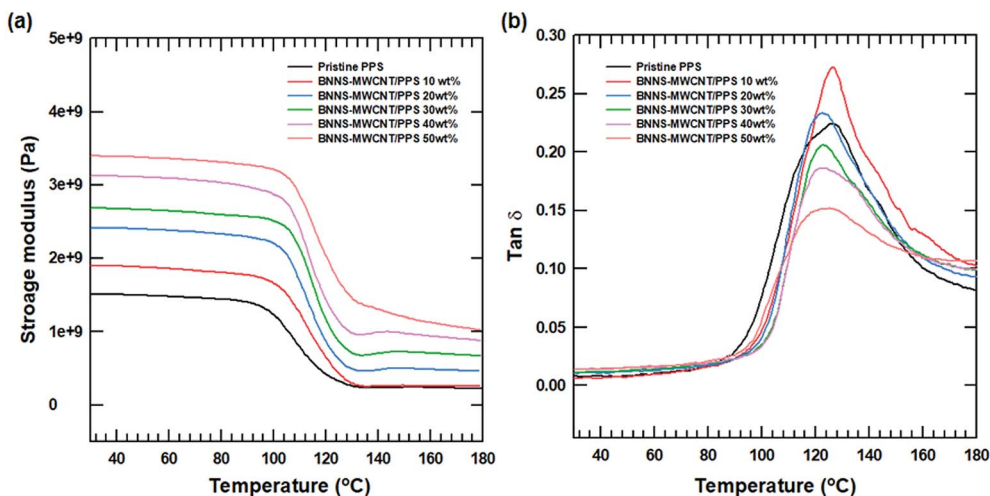 (a)
Stroage modulus (Pa)
5e+9
4e+9
3e+9
2e+9
1e+9
0
Pristine PPS
BNNS-MWCNT/PPS 10 wt%
BNNS-MWCNT/PPS 20wt%
BNNS-MWCNT/PPS 30wt%
BNNS-MWCNT/PPS 40wt%
BNNS-MWCNT/PPS 50wt%
40 60 80 100 120 140 160 180
Temperature (°C)
(b)
Tan δ
0.30
0.25
0.20
0.15
0.10
0.05
0.00
Pristine PPS
BNNS-MWCNT/PPS 10 wt%
BNNS-MWCNT/PPS 20wt%
BNNS-MWCNT/PPS 30wt%
BNNS-MWCNT/PPS 40wt%
BNNS-MWCNT/PPS 50wt%
40 60 80 100 120 140 160 180
Temperature (°C)